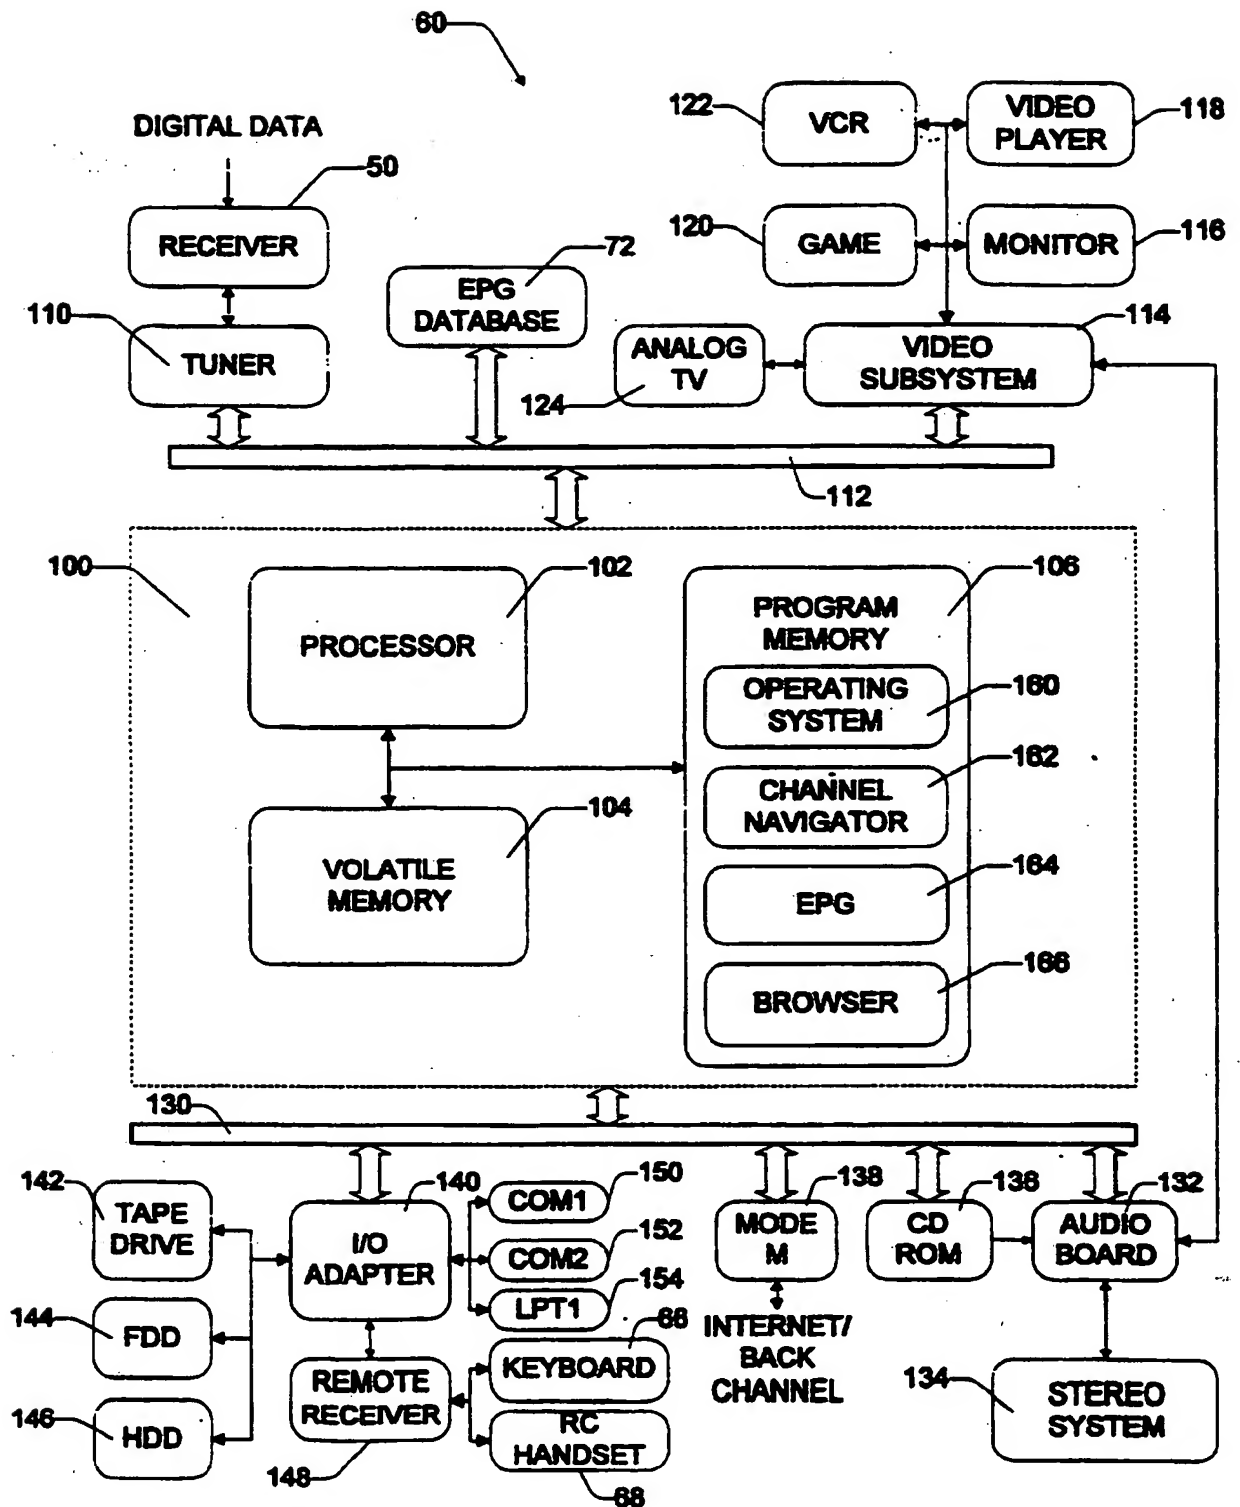 60
122
VCR
VIDEO
PLAYER
118
DIGITAL DATA
50
RECEIVER
120
GAME
MONITOR
116
72
EPG
DATABASE
110
TUNER
ANALOG
TV
124
VIDEO
SUBSYSTEM
114
112
100
102
PROCESSOR
106
PROGRAM
MEMORY
OPERATING
SYSTEM
160
162
CHANNEL
NAVIGATOR
104
VOLATILE
MEMORY
164
EPG
166
BROWSER
130
142
TAPE
DRIVE
140
I/O
ADAPTER
COM1
150
COM2
152
LPT1
154
138
MODE
M
INTERNET/
BACK
CHANNEL
136
CD
ROM
132
AUDIO
BOARD
144
FDD
146
HDD
REMOTE
RECEIVER
148
66
KEYBOARD
RC
HANDSET
68
134
STEREO
SYSTEM